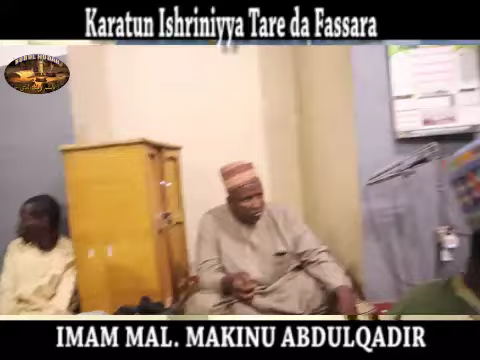 Karatun Ishriniyya Tare da Fassara
IMAM MAL. MAKINU ABDULQADIR